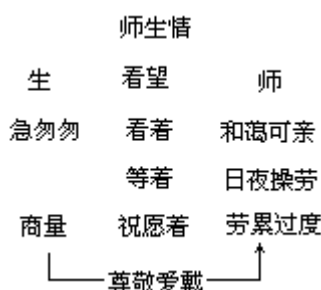 师生情
生 看望 师
急匆匆 看著 和蔼可亲
等着 日夜操劳
商量 祝愿着 劳累过度
尊敬爱戴